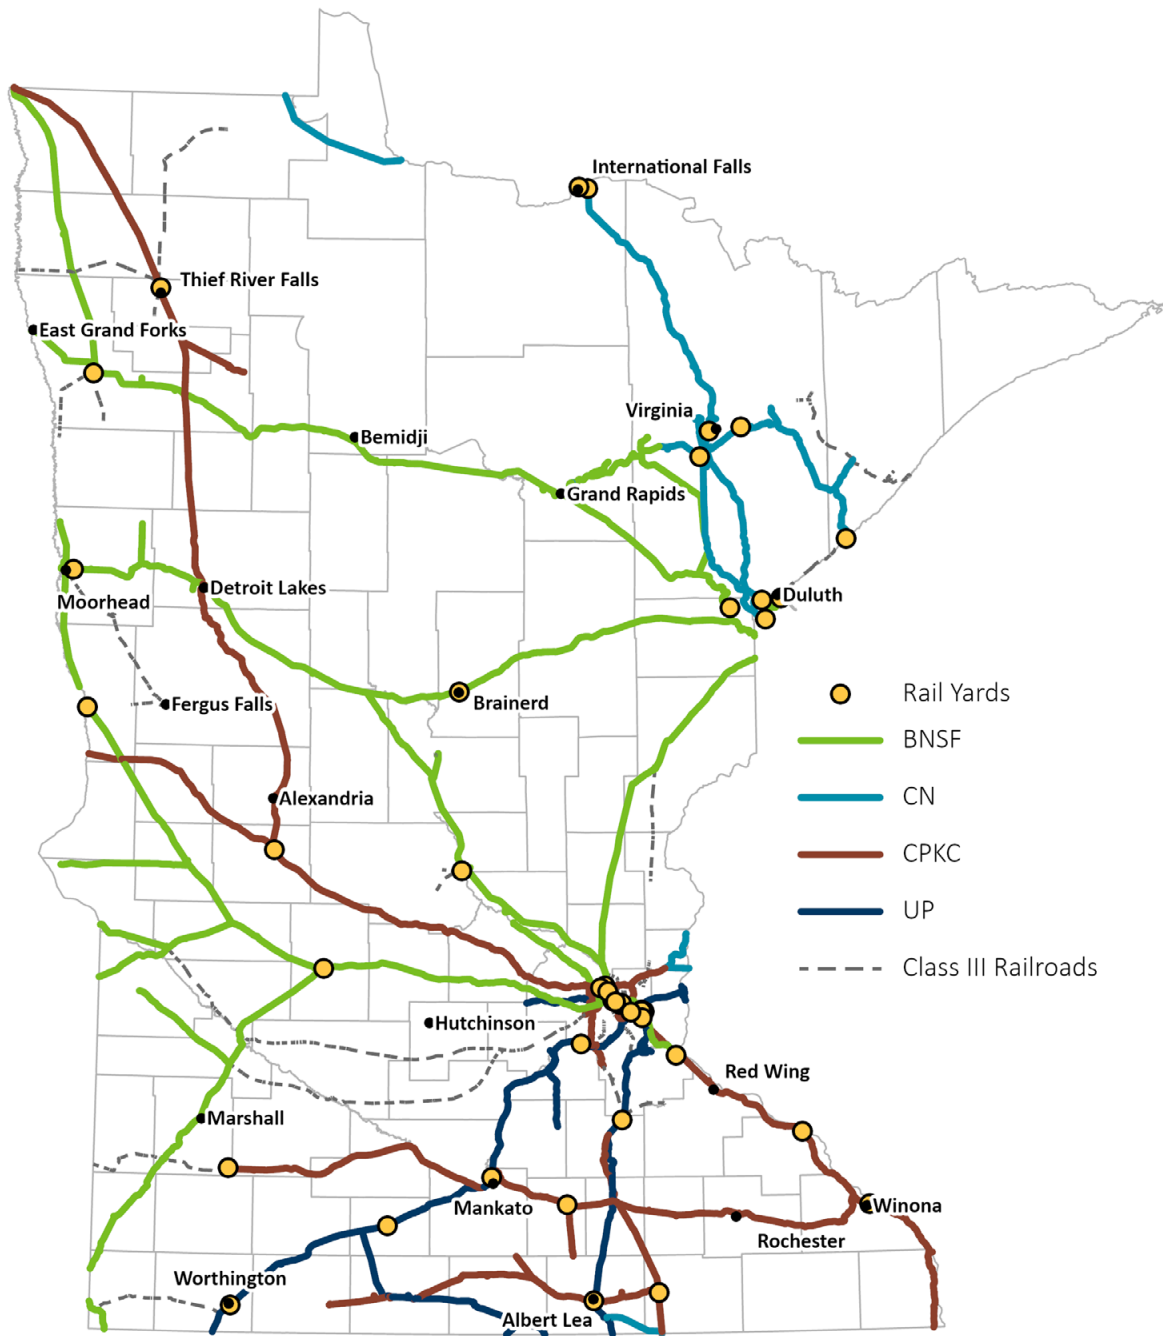 International Falls
Thief River Falls
East Grand Forks
Virginia
Bemidji
Grand Rapids
Detroit Lakes
Moorhead
Duluth
Fergus Falls
Brainerd
Rail Yards
BNSF
Alexandria
CN
CPKC
UP
Class III Railroads
Hutchinson
Red Wing
Marshall
Mankato
Winona
Rochester
Worthington
Albert Lea